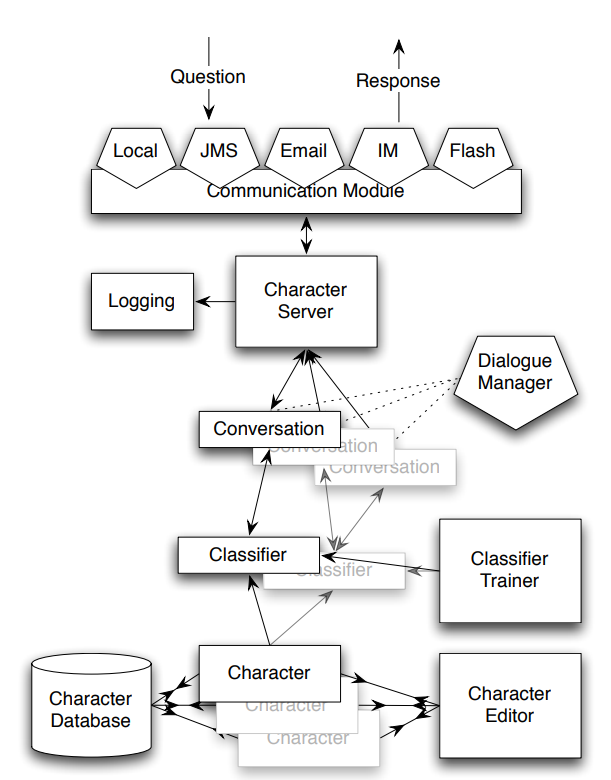 Question
Response
Local
JMS
Email
IM
Flash
Communication Module
Logging
Character
Server
Dialogue
Manager
Conversation
Conversation
Conversation
Classifier
Classifier
Classifier
Trainer
Character
Character
Character
Character
Database
Character
Editor